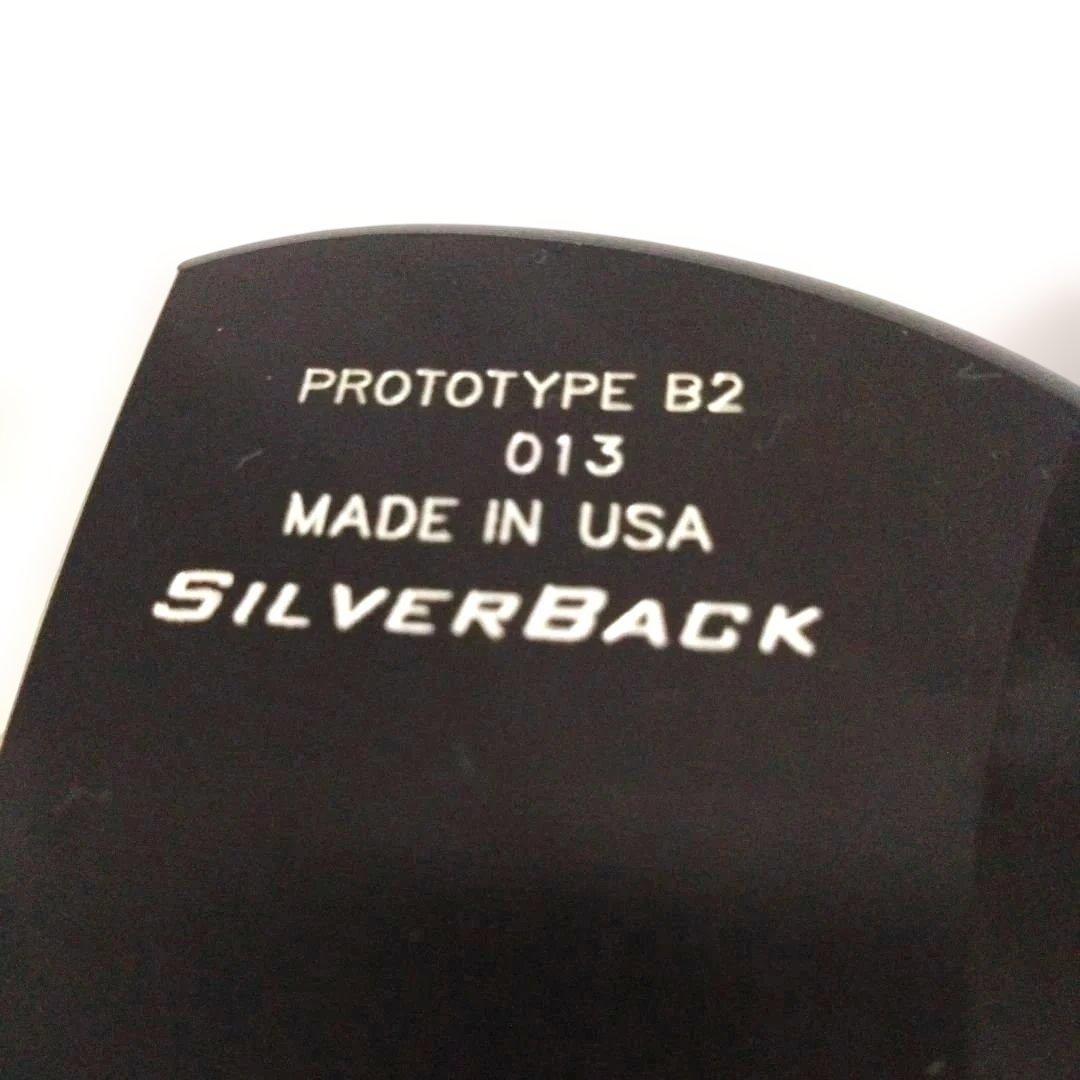 PROTOTYPE B2
013
MADE IN USA
SILVERBACK